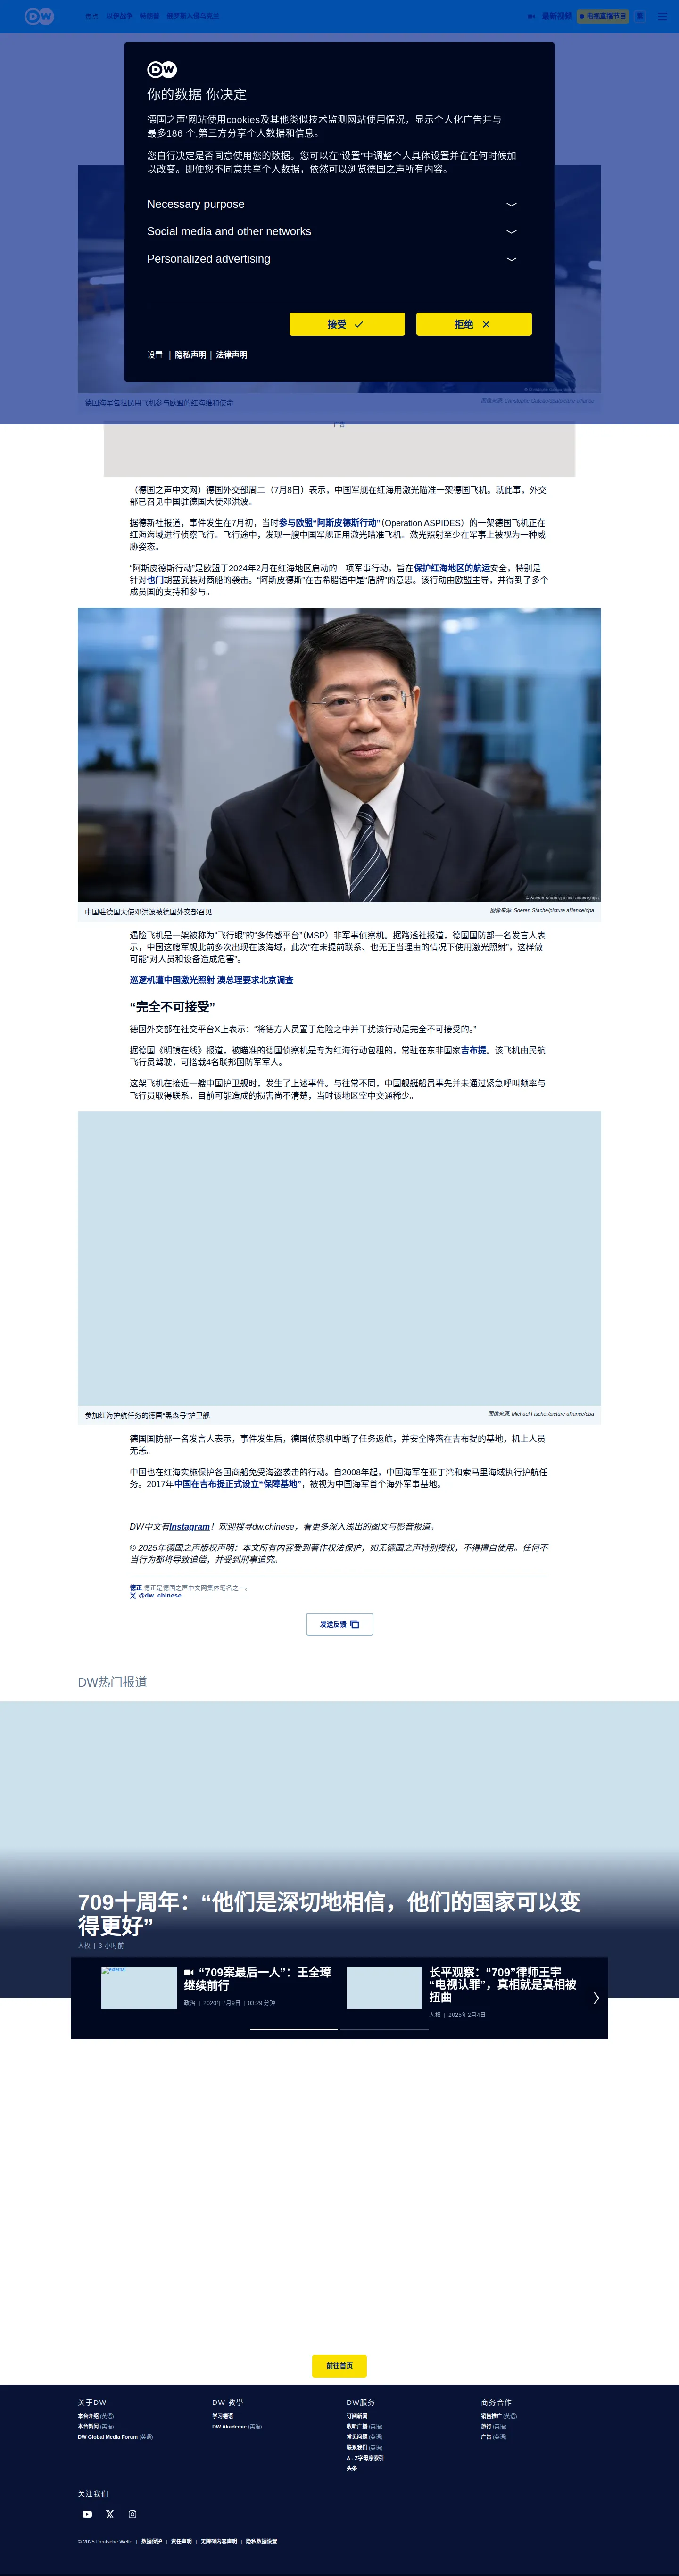 DW
最新视频
电视直播节目
繁
DW
你的数据 你决定
德国之声’网站使用cookies及其他类似技术监测网站使用情况，显示个人化广告并与
最多186 个;第三方分享个人数据和信息。
您自行决定是否同意使用您的数据。您可以在“设置”中调整个人具体设置并在任何时候加
以改变。即便您不同意共享个人数据，依然可以浏览德国之声所有内容。
Necessary purpose
Social media and other networks
Personalized advertising
接受
拒绝
设置 | 隐私声明 | 法律声明
德国海军包租民用飞机参与欧盟的红海维和使命
广告
（德国之声中文网）德国外交部周二（7月8日）表示，中国军舰在红海用激光瞄准一架德国飞机。就此事，外交
部已召见中国驻德国大使邓洪波。
据德新社报道，事件发生在7月初，当时参与欧盟“阿斯皮德斯行动”（Operation ASPIDES）的一架德国飞机正在
红海海域进行侦察飞行。飞行途中，发现一艘中国军舰正用激光瞄准飞机。激光照射至少在军事上被视为一种威
胁姿态。
“阿斯皮德斯行动”是欧盟于2024年2月在红海地区启动的一项军事行动，旨在保护红海地区的航运安全，特别是
针对也门胡塞武装对商船的袭击。“阿斯皮德斯”在古希腊语中是“盾牌”的意思。该行动由欧盟主导，并得到了多个
成员国的支持和参与。
© Soeren Stache/picture alliance/dpa
中国驻德国大使邓洪波被德国外交部召见
图像来源: Soeren Stache/picture alliance/dpa
遇险飞机是一架被称为“飞行眼”的“多传感平台”（MSP）非军事侦察机。据路透社报道，德国国防部一名发言人表
示，中国这艘军舰此前多次出现在该海域，此次“在未提前联系、也无正当理由的情况下使用激光照射”，这样做
可能“对人员和设备造成危害”。
巡逻机遭中国激光照射 澳总理要求北京调查
“完全不可接受”
德国外交部在社交平台X上表示：“将德方人员置于危险之中并干扰该行动是完全不可接受的。”
据德国《明镜在线》报道，被瞄准的德国侦察机是专为红海行动包租的，常驻在东非国家吉布提。该飞机由民航
飞行员驾驶，可搭载4名联邦国防军军人。
这架飞机在接近一艘中国护卫舰时，发生了上述事件。与往常不同，中国舰艇船员事先并未通过紧急呼叫频率与
飞行员取得联系。目前可能造成的损害尚不清楚，当时该地区空中交通稀少。
参加红海护航任务的德国“黑森号”护卫舰
图像来源: Michael Fischer/picture alliance/dpa
德国国防部一名发言人表示，事件发生后，德国侦察机中断了任务返航，并安全降落在吉布提的基地，机上人员
无恙。
中国也在红海实施保护各国商船免受海盗袭击的行动。自2008年起，中国海军在亚丁湾和索马里海域执行护航任
务。2017年中国在吉布提正式设立“保障基地”，被视为中国海军首个海外军事基地。
DW中文有Instagram！欢迎搜寻dw.chinese，看更多深入浅出的图文与影音报道。
© 2025年德国之声版权声明：本文所有内容受到著作权法保护，如无德国之声特别授权，不得擅自使用。任何不
当行为都将导致追偿，并受到刑事追究。
德正 德正是德国之声中文网集体笔名之一。
@dw_chinese
发送反馈
DW热门报道
709十周年：“他们是深切地相信，他们的国家可以变
得更好”
人权 | 3 小时前
“709案最后一人”：王全璋
继续前行
政治 | 2020年7月9日 | 03:29 分钟
长平观察：“709”律师王宇
“电视认罪”，真相就是真相被
扭曲
人权 | 2025年2月4日
前往首页
关于DW
本台介绍 (英语)
本台新闻 (英语)
DW Global Media Forum (英语)
DW 教學
学习德语
DW Akademie (英语)
DW服务
订阅新闻
收听广播 (英语)
常见问题 (英语)
联系我们 (英语)
A - Z字母序索引
头条
商务合作
销售推广 (英语)
旅行 (英语)
广告 (英语)
关注我们
© 2025 Deutsche Welle | 数据保护 | 责任声明 | 无障碍内容声明 | 隐私数据设置